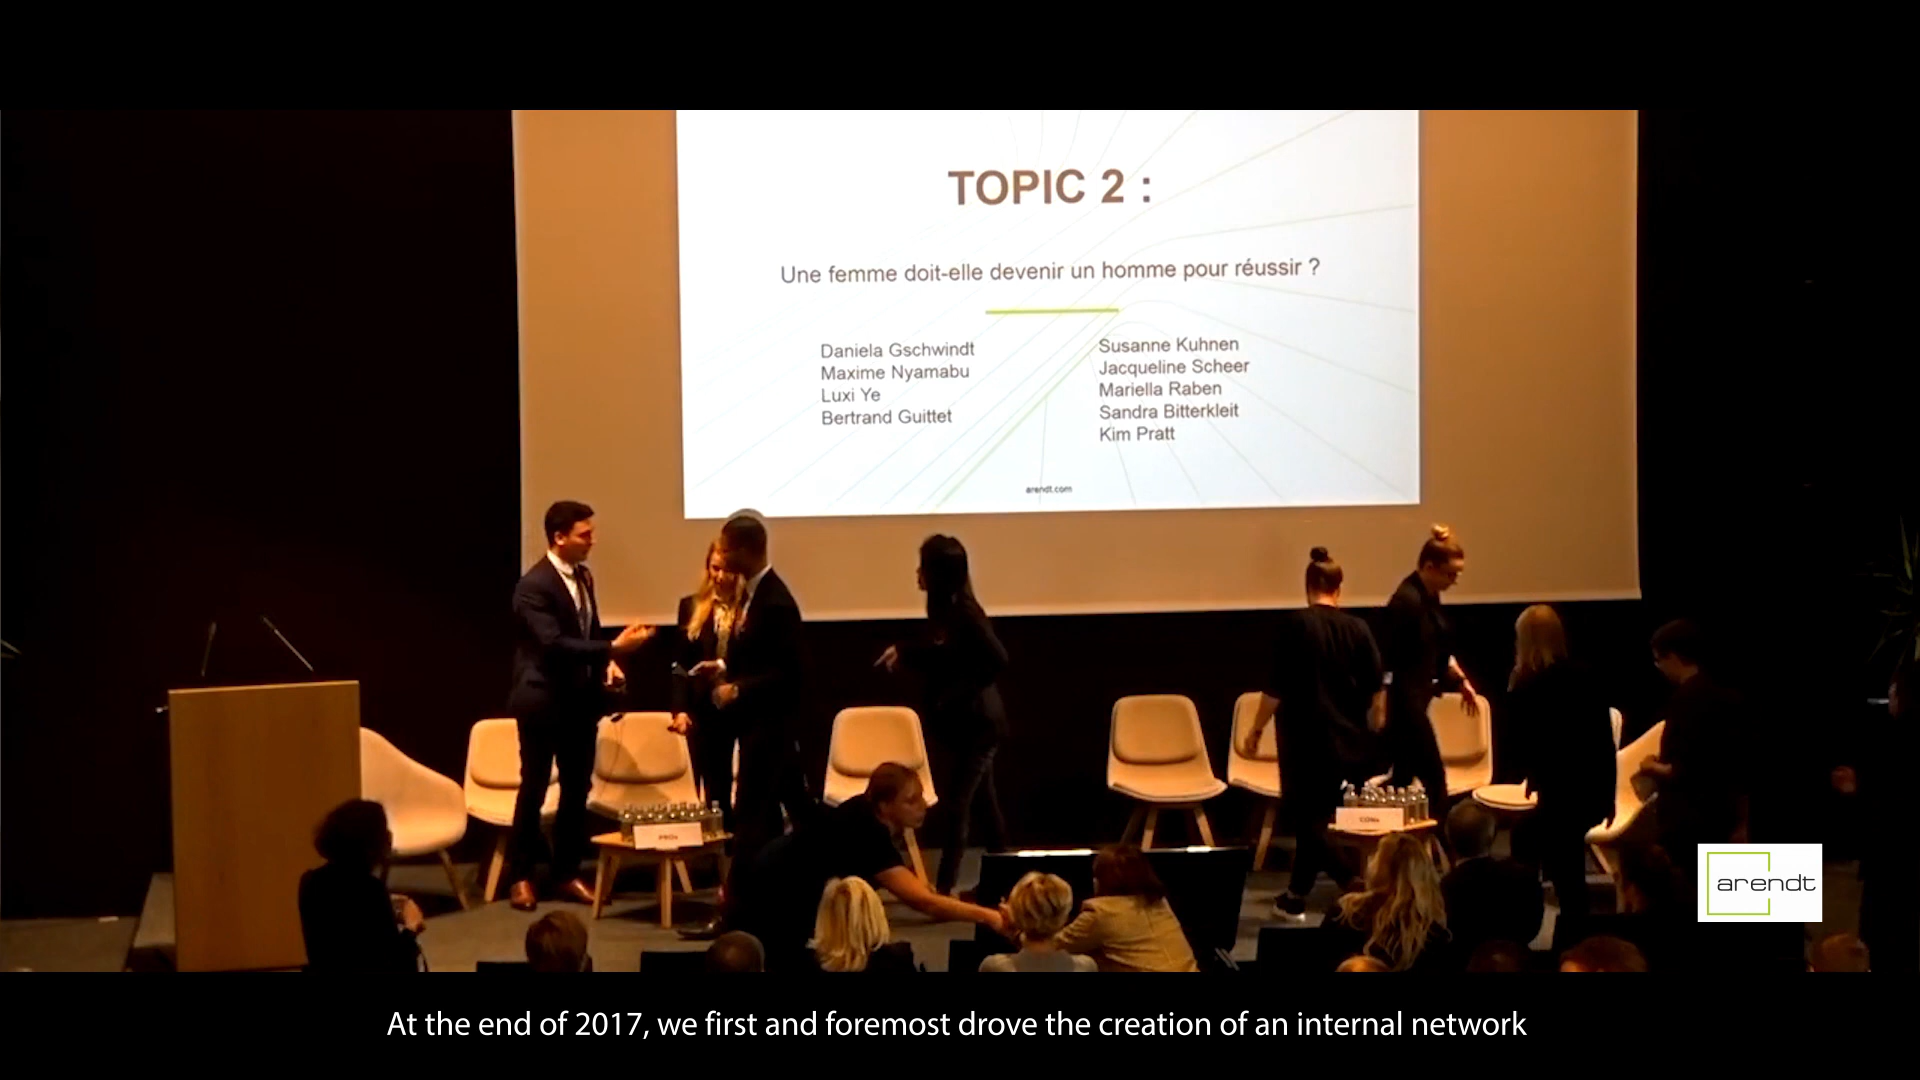 TOPIC 2 :
Une femme doit-elle devenir un homme pour réussir ?
Daniela Gschwindt
Maxime Nyamabu
Luxi Ye
Bertrand Guittet
Susanne Kuhnen
Jacqueline Scheer
Mariella Raben
Sandra Bitterkleit
Kim Pratt
arendt.com
PROs
CONs
arendt
At the end of 2017, we first and foremost drove the creation of an internal network